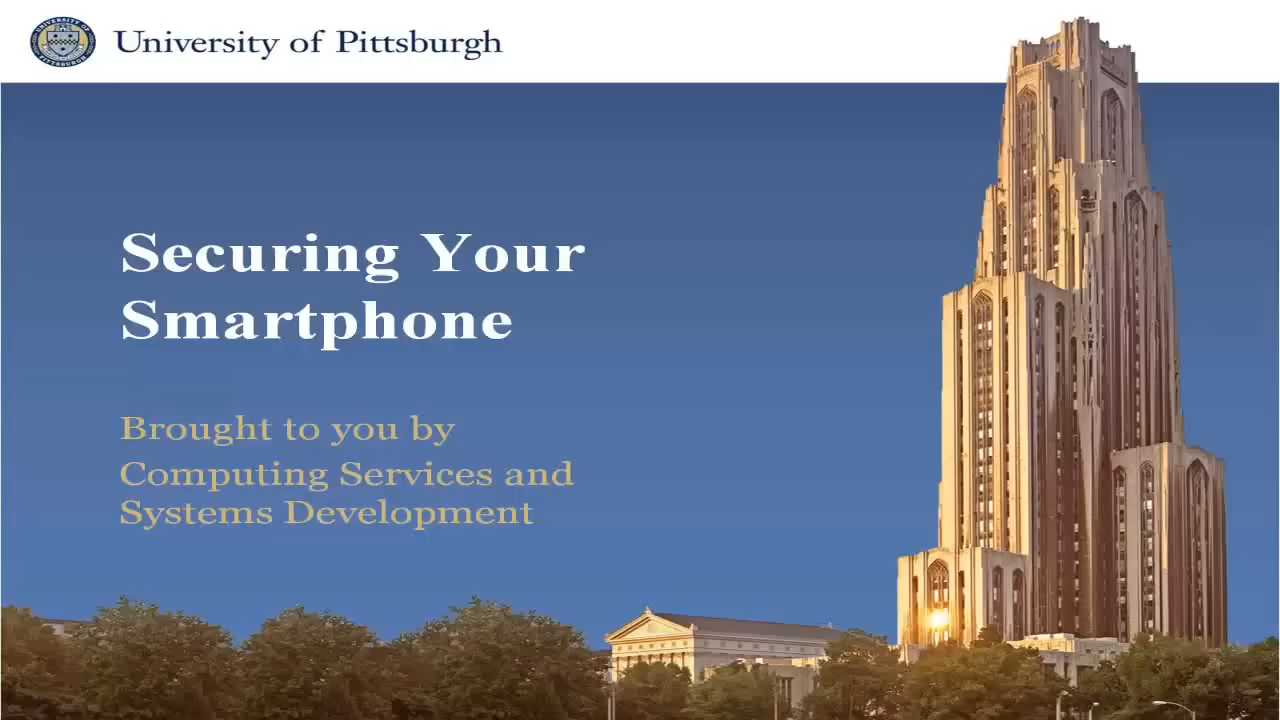 University of Pittsburgh
Securing Your
Smartphone
Brought to you by
Computing Services and
Systems Development